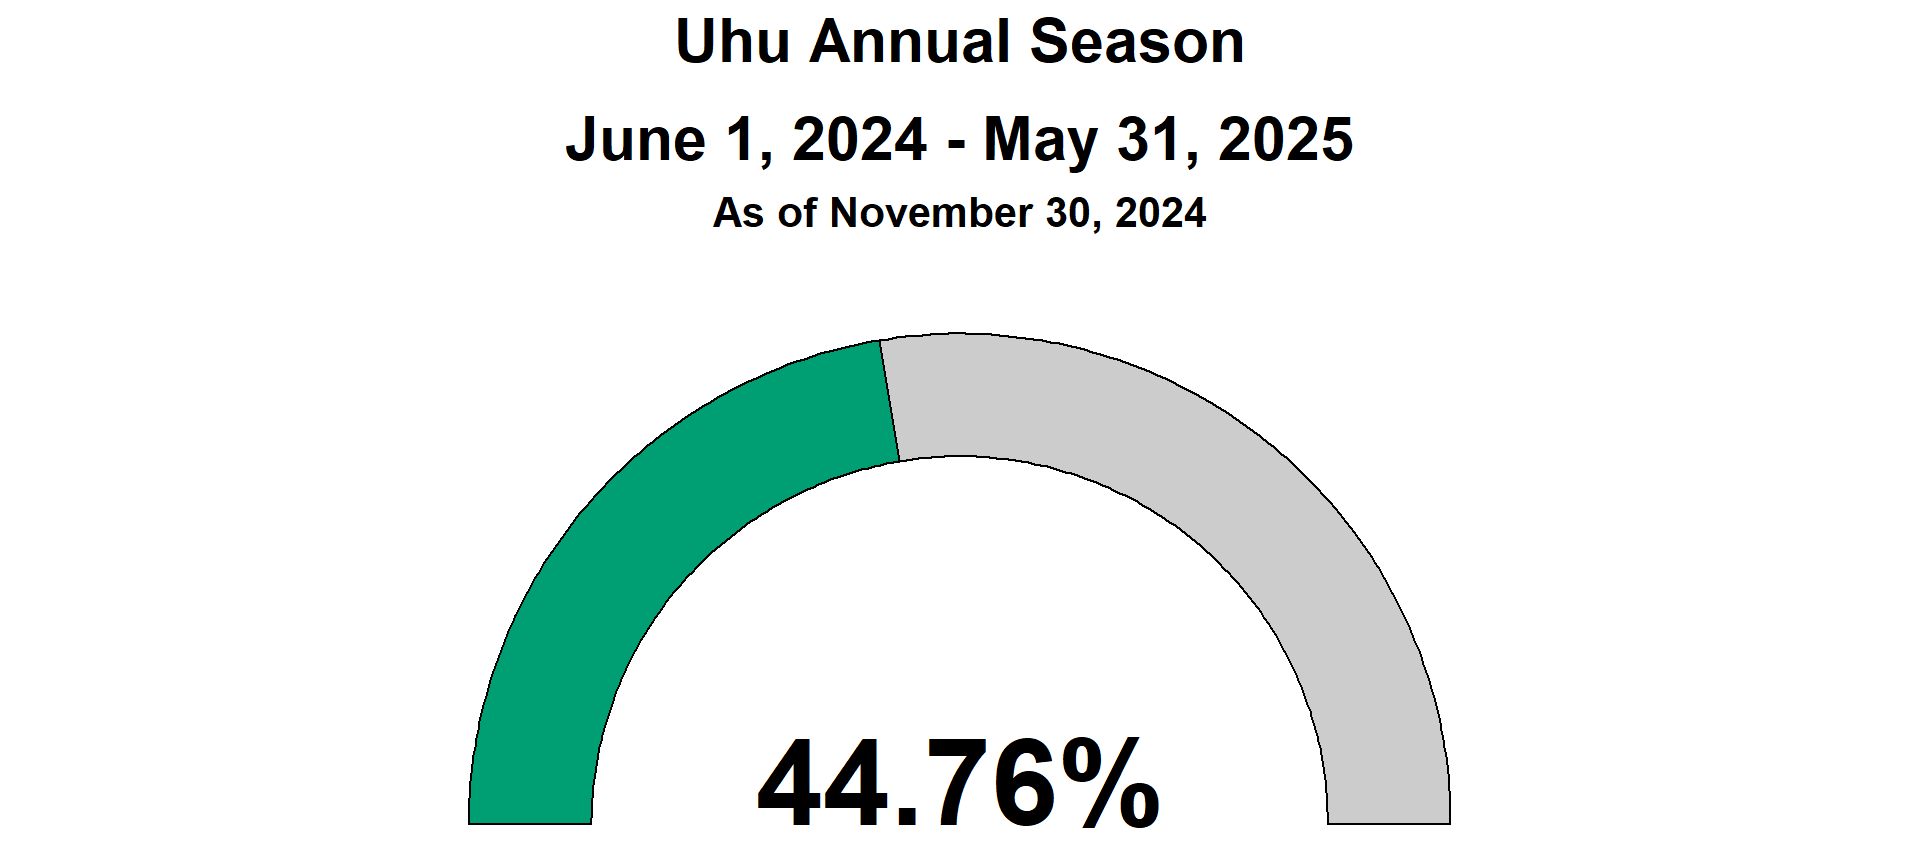 Uhu Annual Season
June 1, 2024 - May 31, 2025
As of November 30, 2024
44.76%